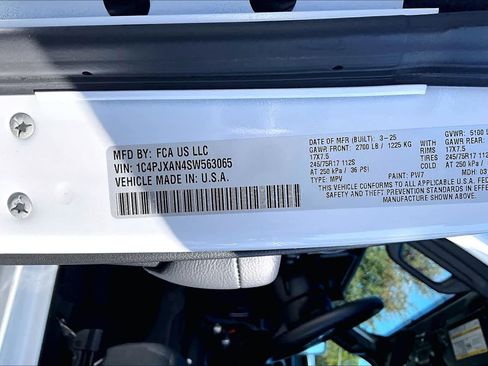 MFD BY: FCA US LLC
VIN: 1C4PJXAN4SW563065
VEHICLE MADE IN: U.S.A.
DATE OF MFR (BUILT): 3-25
GVWR: 5100 L
GAWR FRONT: 2700 LB / 1225 KG
GAWR REAR:
17X7.5 RIMS 17X7.5
245/75R17 112S TIRES 245/75R17 112S
AT 250 kPa / 36 PSI COLD. AT 250 kPa /
TYPE: MPV PAINT: PW7 MDH: 03
THIS VEHICLE CONFORMS TO ALL APPLICABLE U.S.A. FED
SAFETY AND THEFT PREVENTION STANDARDS IN EFFECT
MANUFACTURE SHOWN ABOVE.